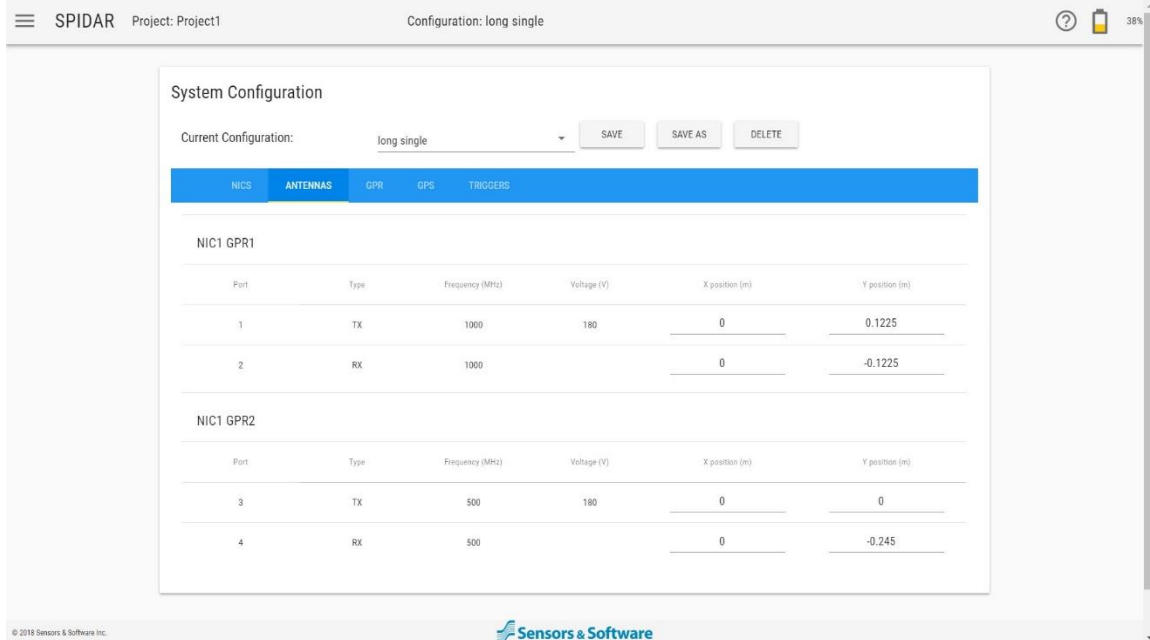 SPIDAR Project: Project1 Configuration: long single 38%
System Configuration
Current Configuration: long single SAVE SAVE AS DELETE
NICS ANTENNAS GPR GPS TRIGGERS
NIC1 GPR1
Port Type Frequency (MHz) Voltage (V) X position (m) Y position (m)
1 TX 1000 180 0 0.1225
2 RX 1000 0 -0.1225
NIC1 GPR2
Port Type Frequency (MHz) Voltage (V) X position (m) Y position (m)
3 TX 500 180 0 0
4 RX 500 0 -0.245
© 2018 Sensors & Software Inc. Sensors & Software